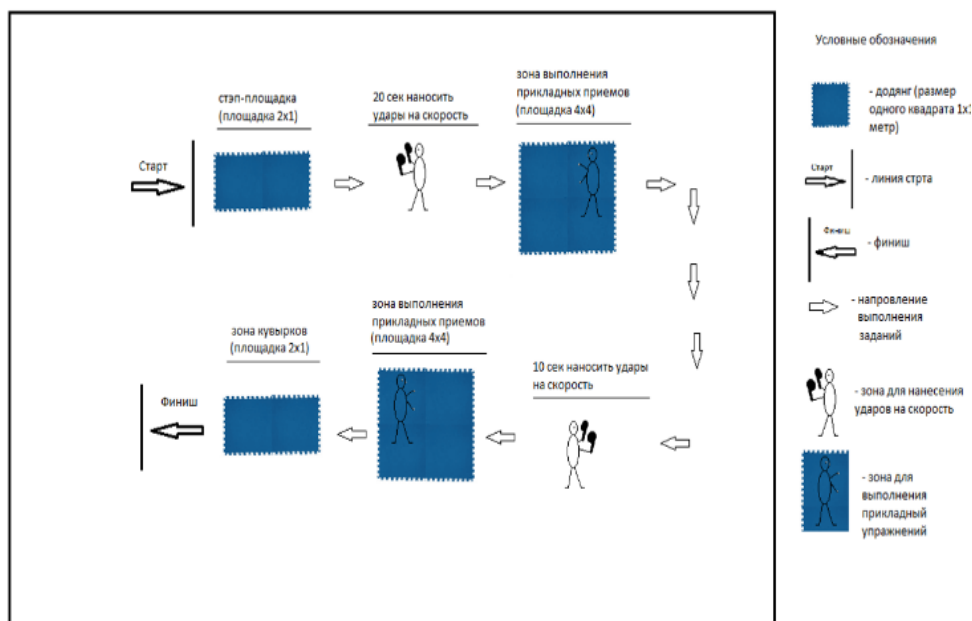 Условные обозначения
стэп-площадка
(площадка 2х1)
20 сек наносить
удары на скорость
зона выполнения
прикладных приемов
(площадка 4х4)
Старт
- додянг (размер
одного квадрата 1х1
метр)
Старт
- линия стрта
Финиш
- финиш
- напровление
выполнения
заданий
- зона для нанесения
ударов на скорость
- зона для
выполнения
прикладный
упражнений
зона выполнения
прикладных приемов
(площадка 4х4)
зона кувырков
(площадка 2х1)
10 сек наносить удары
на скорость
Финиш